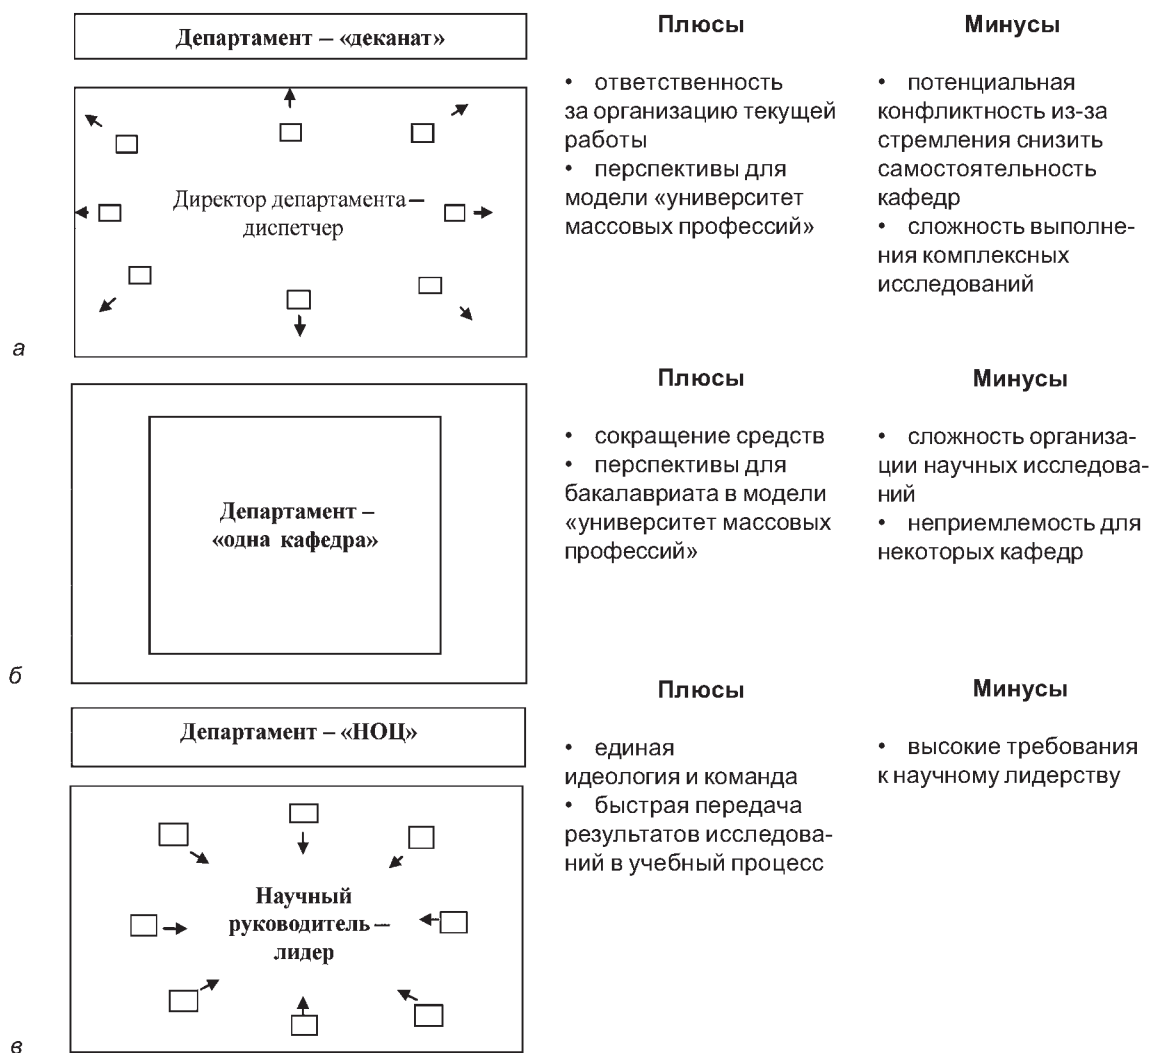 Департамент – «деканат»
Директор департамента –
диспетчер
а
Плюсы
• ответственность
за организацию текущей
работы
• перспективы для
модели «университет
массовых профессий»
Минусы
• потенциальная
конфликтность из-за
стремления снизить
самостоятельность
кафедр
• сложность выполне-
ния комплексных
исследований
Департамент –
«одна кафедра»
б
Плюсы
• сокращение средств
• перспективы для
бакалавриата в модели
«университет массовых
профессий»
Минусы
• сложность организа-
ции научных исследова-
ний
• неприемлемость для
некоторых кафедр
Департамент – «НОЦ»
Научный
руководитель –
лидер
в
Плюсы
• единая
идеология и команда
• быстрая передача
результатов исследова-
ний в учебный процесс
Минусы
• высокие требования
к научному лидерству